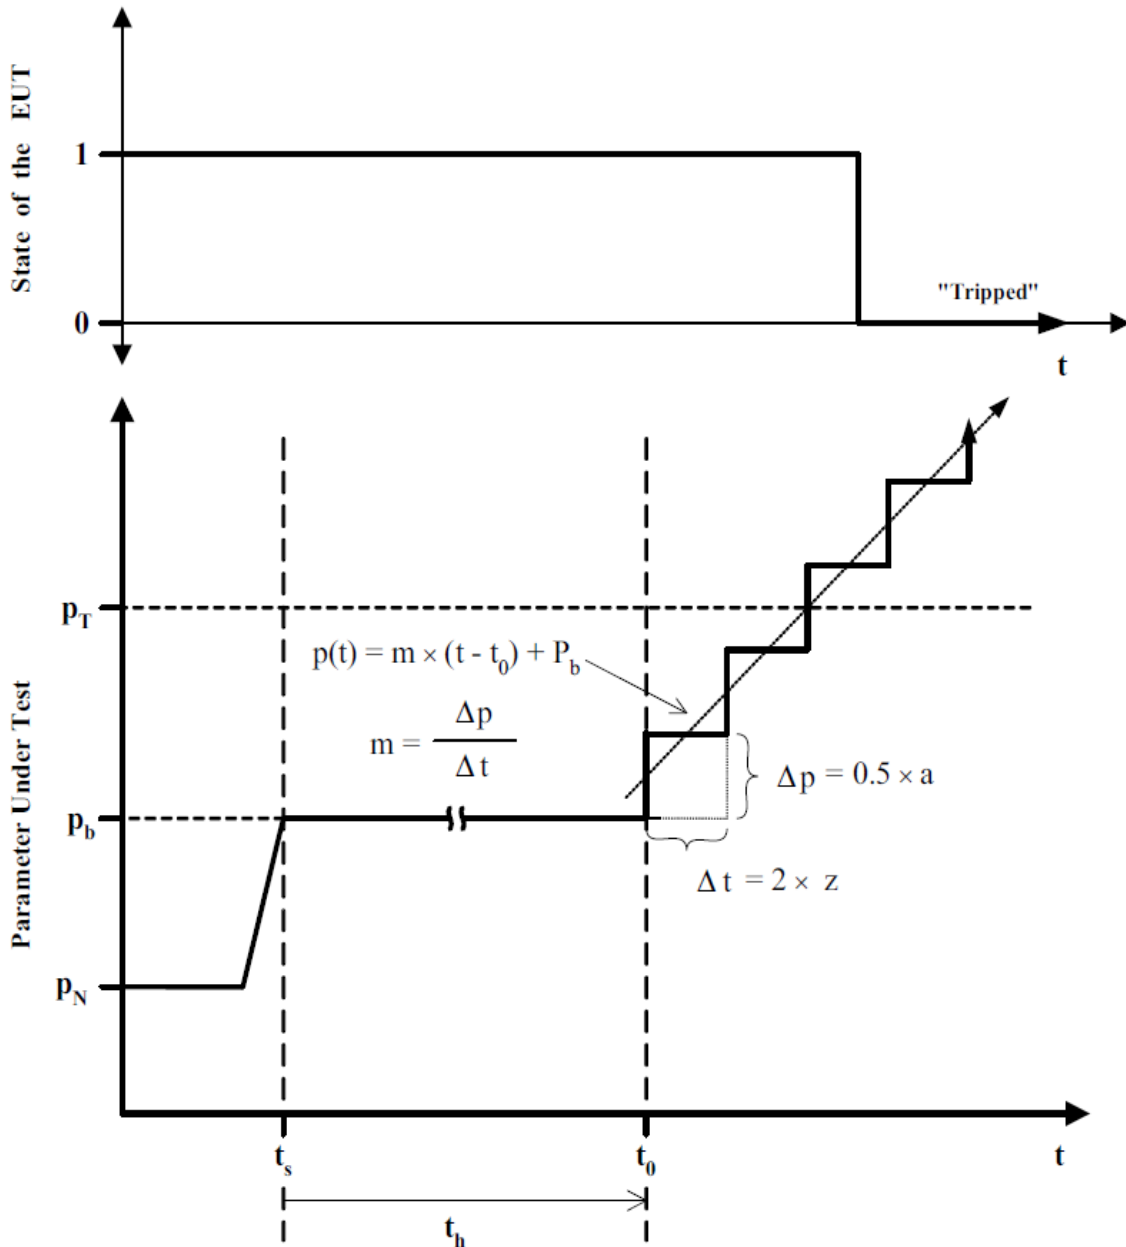 State of the EUT
1
0
"Tripped"
t
Parameter Under Test
p_T
p(t) = m × (t - t_0) + P_b
m = Δp / Δt
Δp = 0.5 × a
p_b
Δ t = 2 × z
p_N
t_s
t_0
t
t_h